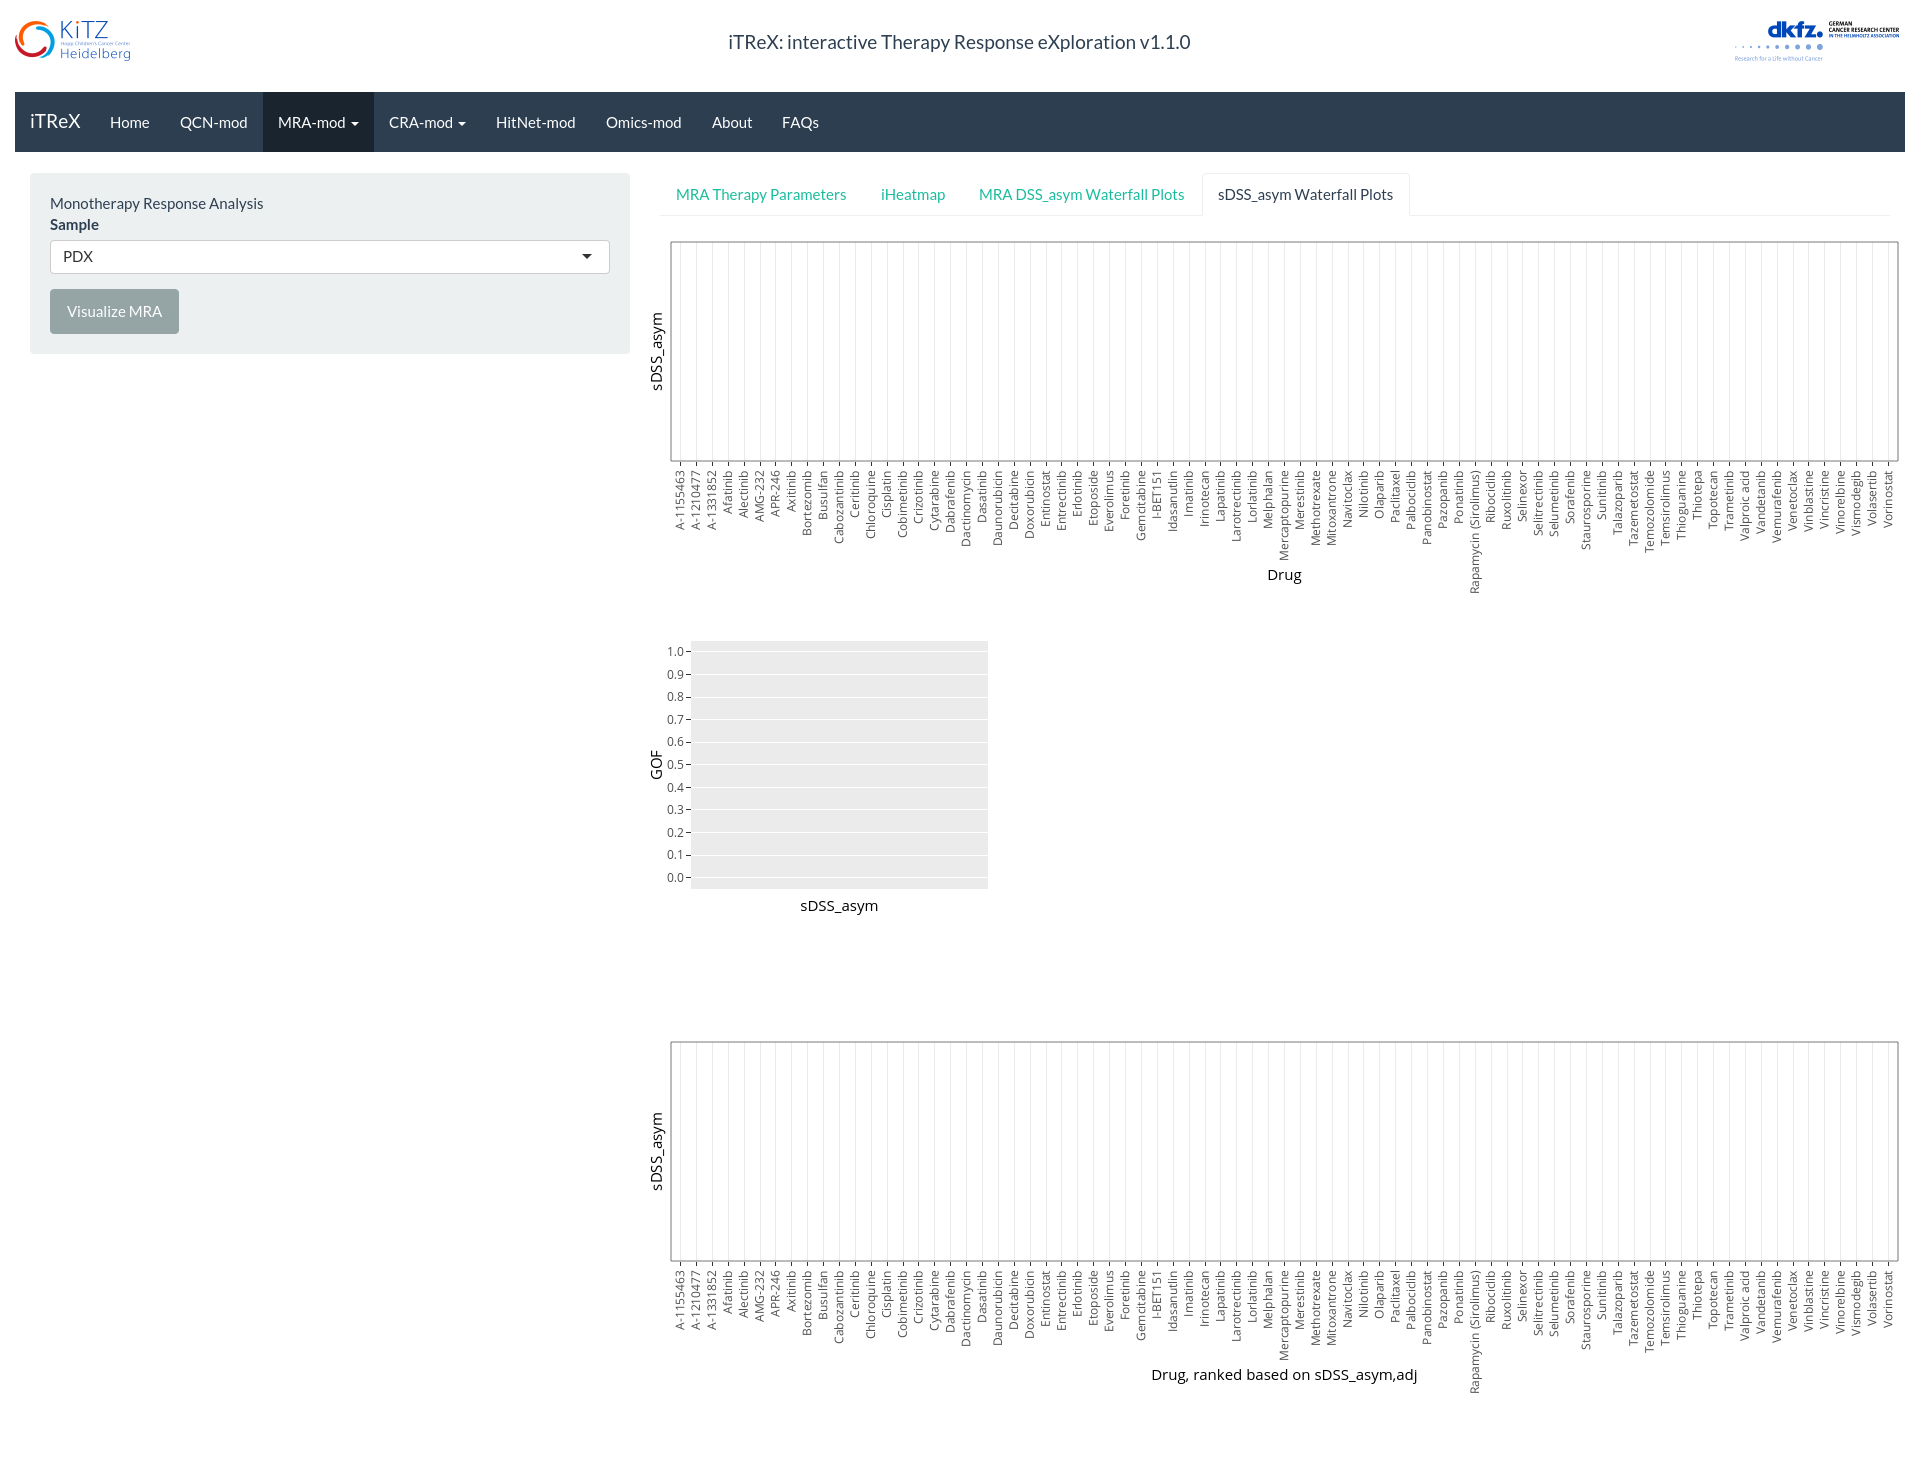 KiTZ
Hopp Children's Cancer Center
Heidelberg
iTReX: interactive Therapy Response eXploration v1.1.0
dkfz.
GERMAN
CANCER RESEARCH CENTER
IN THE HELMHOLTZ ASSOCIATION
Research for a Life without Cancer
iTReX Home QCN-mod MRA-mod CRA-mod HitNet-mod Omics-mod About FAQs
Monotherapy Response Analysis
Sample
PDX
Visualize MRA
MRA Therapy Parameters iHeatmap MRA DSS_asym Waterfall Plots sDSS_asym Waterfall Plots
sDSS_asym
A-1155463
A-1210477
A-1331852
Afatinib
Alectinib
AMG-232
APR-246
Axitinib
Bortezomib
Busulfan
Cabozantinib
Ceritinib
Chloroquine
Cisplatin
Cobimetinib
Crizotinib
Cytarabine
Dabrafenib
Dactinomycin
Dasatinib
Daunorubicin
Decitabine
Doxorubicin
Entinostat
Entrectinib
Erlotinib
Etoposide
Everolimus
Foretinib
Gemcitabine
I-BET151
Idasanutlin
Imatinib
Irinotecan
Lapatinib
Larotrectinib
Lorlatinib
Melphalan
Mercaptopurine
Merestinib
Methotrexate
Mitoxantrone
Navitoclax
Nilotinib
Olaparib
Paclitaxel
Palbociclib
Panobinostat
Pazopanib
Ponatinib
Rapamycin (Sirolimus)
Ribociclib
Ruxolitinib
Selinexor
Selitrectinib
Selumetinib
Sorafenib
Staurosporine
Sunitinib
Talazoparib
Tazemetostat
Temozolomide
Temsirolimus
Thioguanine
Thiotepa
Topotecan
Trametinib
Valproic acid
Vandetanib
Vemurafenib
Venetoclax
Vinblastine
Vincristine
Vinorelbine
Vismodegib
Volasertib
Vorinostat
Drug
GOF
1.0
0.9
0.8
0.7
0.6
0.5
0.4
0.3
0.2
0.1
0.0
sDSS_asym
sDSS_asym
A-1155463
A-1210477
A-1331852
Afatinib
Alectinib
AMG-232
APR-246
Axitinib
Bortezomib
Busulfan
Cabozantinib
Ceritinib
Chloroquine
Cisplatin
Cobimetinib
Crizotinib
Cytarabine
Dabrafenib
Dactinomycin
Dasatinib
Daunorubicin
Decitabine
Doxorubicin
Entinostat
Entrectinib
Erlotinib
Etoposide
Everolimus
Foretinib
Gemcitabine
I-BET151
Idasanutlin
Imatinib
Irinotecan
Lapatinib
Larotrectinib
Lorlatinib
Melphalan
Mercaptopurine
Merestinib
Methotrexate
Mitoxantrone
Navitoclax
Nilotinib
Olaparib
Paclitaxel
Palbociclib
Panobinostat
Pazopanib
Ponatinib
Rapamycin (Sirolimus)
Ribociclib
Ruxolitinib
Selinexor
Selitrectinib
Selumetinib
Sorafenib
Staurosporine
Sunitinib
Talazoparib
Tazemetostat
Temozolomide
Temsirolimus
Thioguanine
Thiotepa
Topotecan
Trametinib
Valproic acid
Vandetanib
Vemurafenib
Venetoclax
Vinblastine
Vincristine
Vinorelbine
Vismodegib
Volasertib
Vorinostat
Drug, ranked based on sDSS_asym,adj